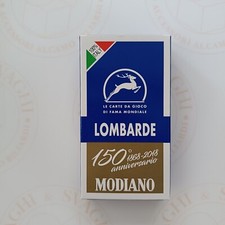 LE CARTE DA GIOCO
DI FAMA MONDIALE
LOMBARDE
150° 1868-2018
anniversario
MODIANO